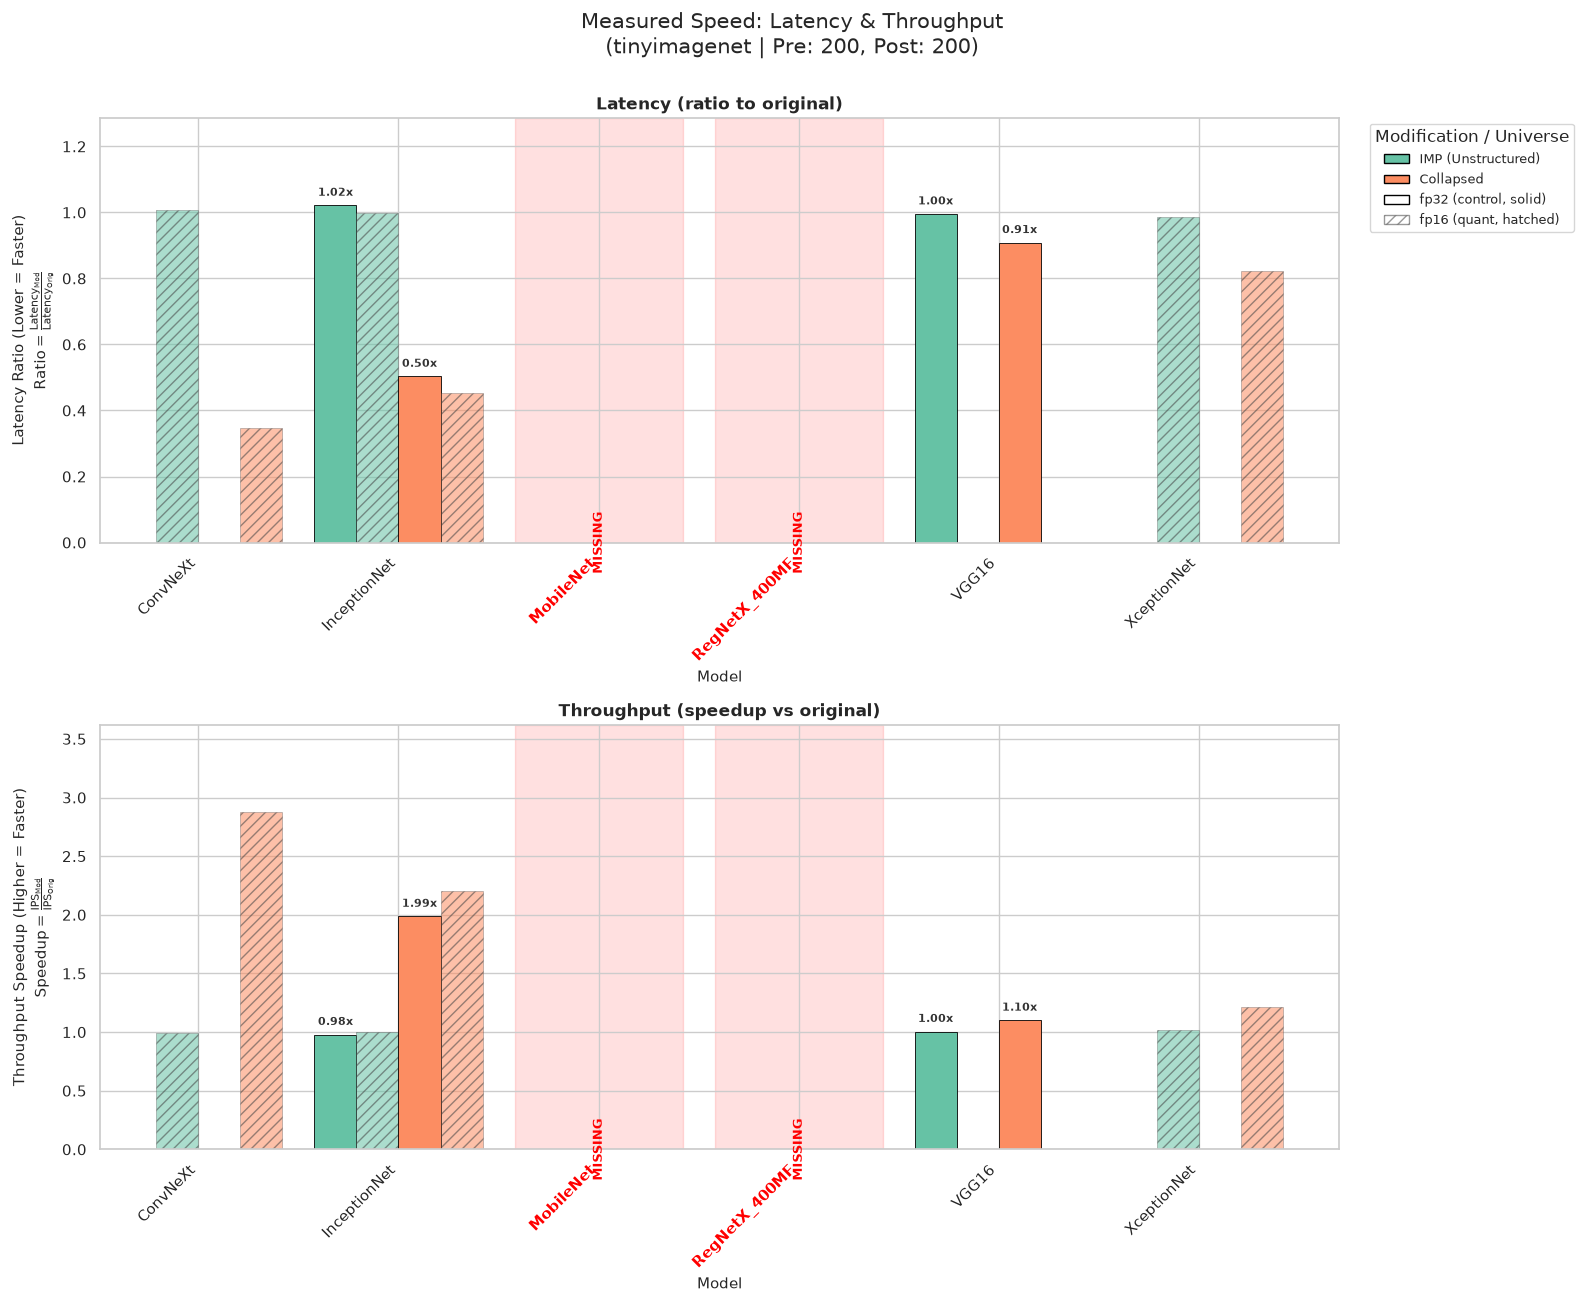 Measured Speed: Latency & Throughput
(tinyimagenet | Pre: 200, Post: 200)
Latency (ratio to original)
Latency Ratio (Lower = Faster)
Ratio = Latency_Mod / Latency_Orig
1.2
1.0
0.8
0.6
0.4
0.2
0.0
1.02x
0.50x
1.00x
0.91x
MISSING
MISSING
ConvNeXt
InceptionNet
MobileNet
RegNetX_400MF
VGG16
XceptionNet
Model
Modification / Universe
IMP (Unstructured)
Collapsed
fp32 (control, solid)
fp16 (quant, hatched)
Throughput (speedup vs original)
Throughput Speedup (Higher = Faster)
Speedup = IPS_Mod / IPS_Orig
3.5
3.0
2.5
2.0
1.5
1.0
0.5
0.0
0.98x
1.99x
1.00x
1.10x
MISSING
MISSING
ConvNeXt
InceptionNet
MobileNet
RegNetX_400MF
VGG16
XceptionNet
Model